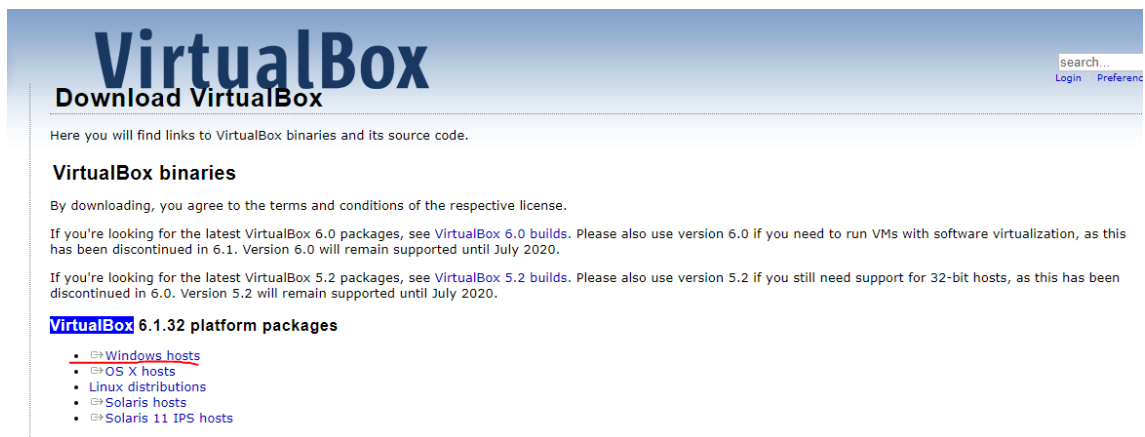 VirtualBox
search...
Login Preferenc
Download VirtualBox
Here you will find links to VirtualBox binaries and its source code.
VirtualBox binaries
By downloading, you agree to the terms and conditions of the respective license.
If you're looking for the latest VirtualBox 6.0 packages, see VirtualBox 6.0 builds. Please also use version 6.0 if you need to run VMs with software virtualization, as this
has been discontinued in 6.1. Version 6.0 will remain supported until July 2020.
If you're looking for the latest VirtualBox 5.2 packages, see VirtualBox 5.2 builds. Please also use version 5.2 if you still need support for 32-bit hosts, as this has been
discontinued in 6.0. Version 5.2 will remain supported until July 2020.
VirtualBox 6.1.32 platform packages
Windows hosts
OS X hosts
Linux distributions
Solaris hosts
Solaris 11 IPS hosts